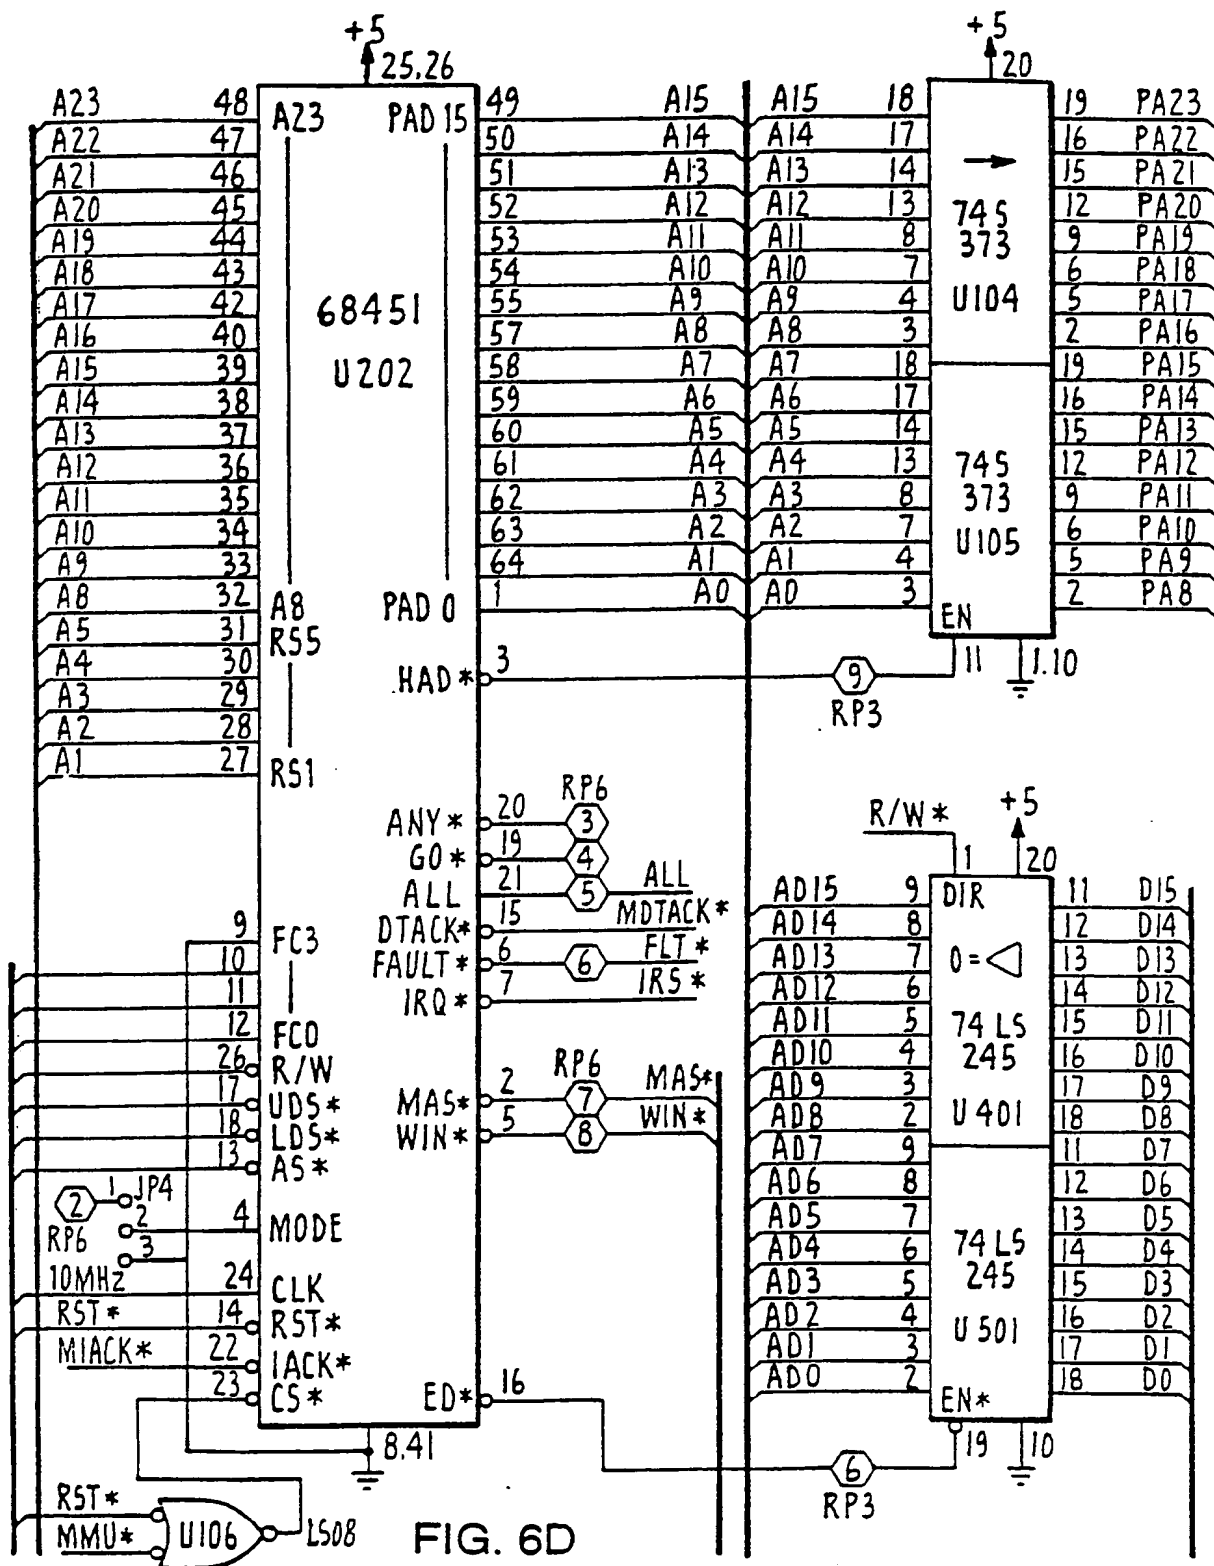 +5
25.26
A23 48 A23 PAD 15 49 A15
A22 47 50 A14
A21 46 51 A13
A20 45 52 A12
A19 44 53 A11
A18 43 54 A10
A17 42 55 A9
A16 40 57 A8
A15 39 58 A7
A14 38 59 A6
A13 37 60 A5
A12 36 61 A4
A11 35 62 A3
A10 34 63 A2
A9 33 64 A1
A8 32 A8 PAD 0 1 A0
A5 31 RS5
A4 30 HAD* 3
A3 29
A2 28
A1 27 RS1
68451
U202
9
RP3
RP6
ANY* 20 3
GO* 19 4
ALL 21 5 ALL
DTACK* 15 MDTACK*
FAULT* 6 6 FLT*
IRQ* 7 IRS*
9 FC3
10
11
12 FC0
26 R/W
17 UDS*
18 LDS*
13 AS*
RP6
MAS* 2 7 MAS*
WIN* 5 8 WIN*
2 1 JP4
RP6 2 4 MODE
3
10MHz 24 CLK
RST* 14 RST*
MIACK* 22 IACK*
23 CS*
ED* 16
8.41
RST*
MMU* U106 LS08
+5
20
A15 18 19 PA23
A14 17 16 PA22
A13 14 15 PA21
A12 13 12 PA20
A11 8 9 PA19
A10 7 6 PA18
A9 4 5 PA17
A8 3 2 PA16
74S
373
U104
A7 18 19 PA15
A6 17 16 PA14
A5 14 15 PA13
A4 13 12 PA12
A3 8 9 PA11
A2 7 6 PA10
A1 4 5 PA9
A0 3 2 PA8
74S
373
U105
EN
11 1.10
R/W* +5
1 20
DIR
AD15 9 11 D15
AD14 8 12 D14
AD13 7 13 D13
AD12 6 14 D12
AD11 5 15 D11
AD10 4 16 D10
AD9 3 17 D9
AD8 2 18 D8
0=
74LS
245
U401
AD7 9 11 D7
AD6 8 12 D6
AD5 7 13 D5
AD4 6 14 D4
AD3 5 15 D3
AD2 4 16 D2
AD1 3 17 D1
AD0 2 18 D0
74LS
245
U501
EN*
19 10
6
RP3
FIG. 6D